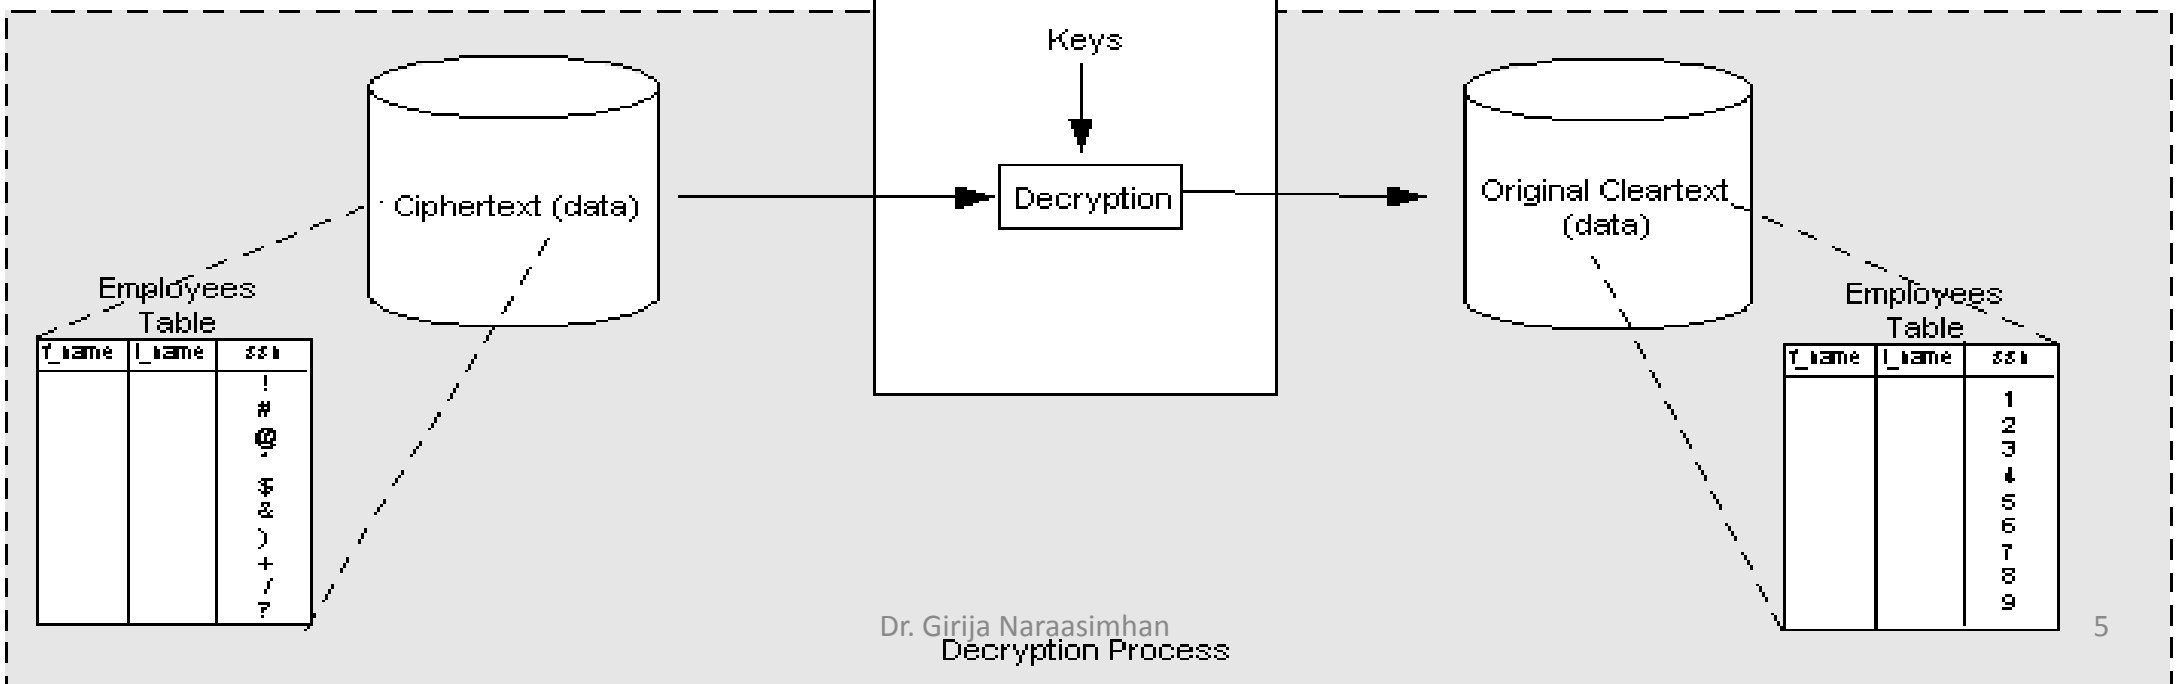 Keys
Ciphertext (data)
Decryption
Original Cleartext
(data)
Employees
Table
f_name l_name ssn
!
#
@
$
&
)
+
/
?
Employees
Table
f_name l_name ssn
1
2
3
4
5
6
7
8
9
Dr. Girija Naraasimhan
5
Decryption Process